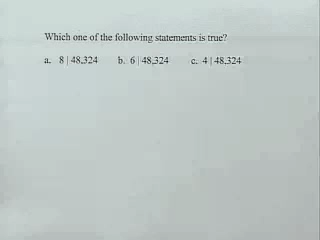 Which one of the following statements is true?
a. 8 | 48,324 b. 6 | 48,324 c. 4 | 48,324